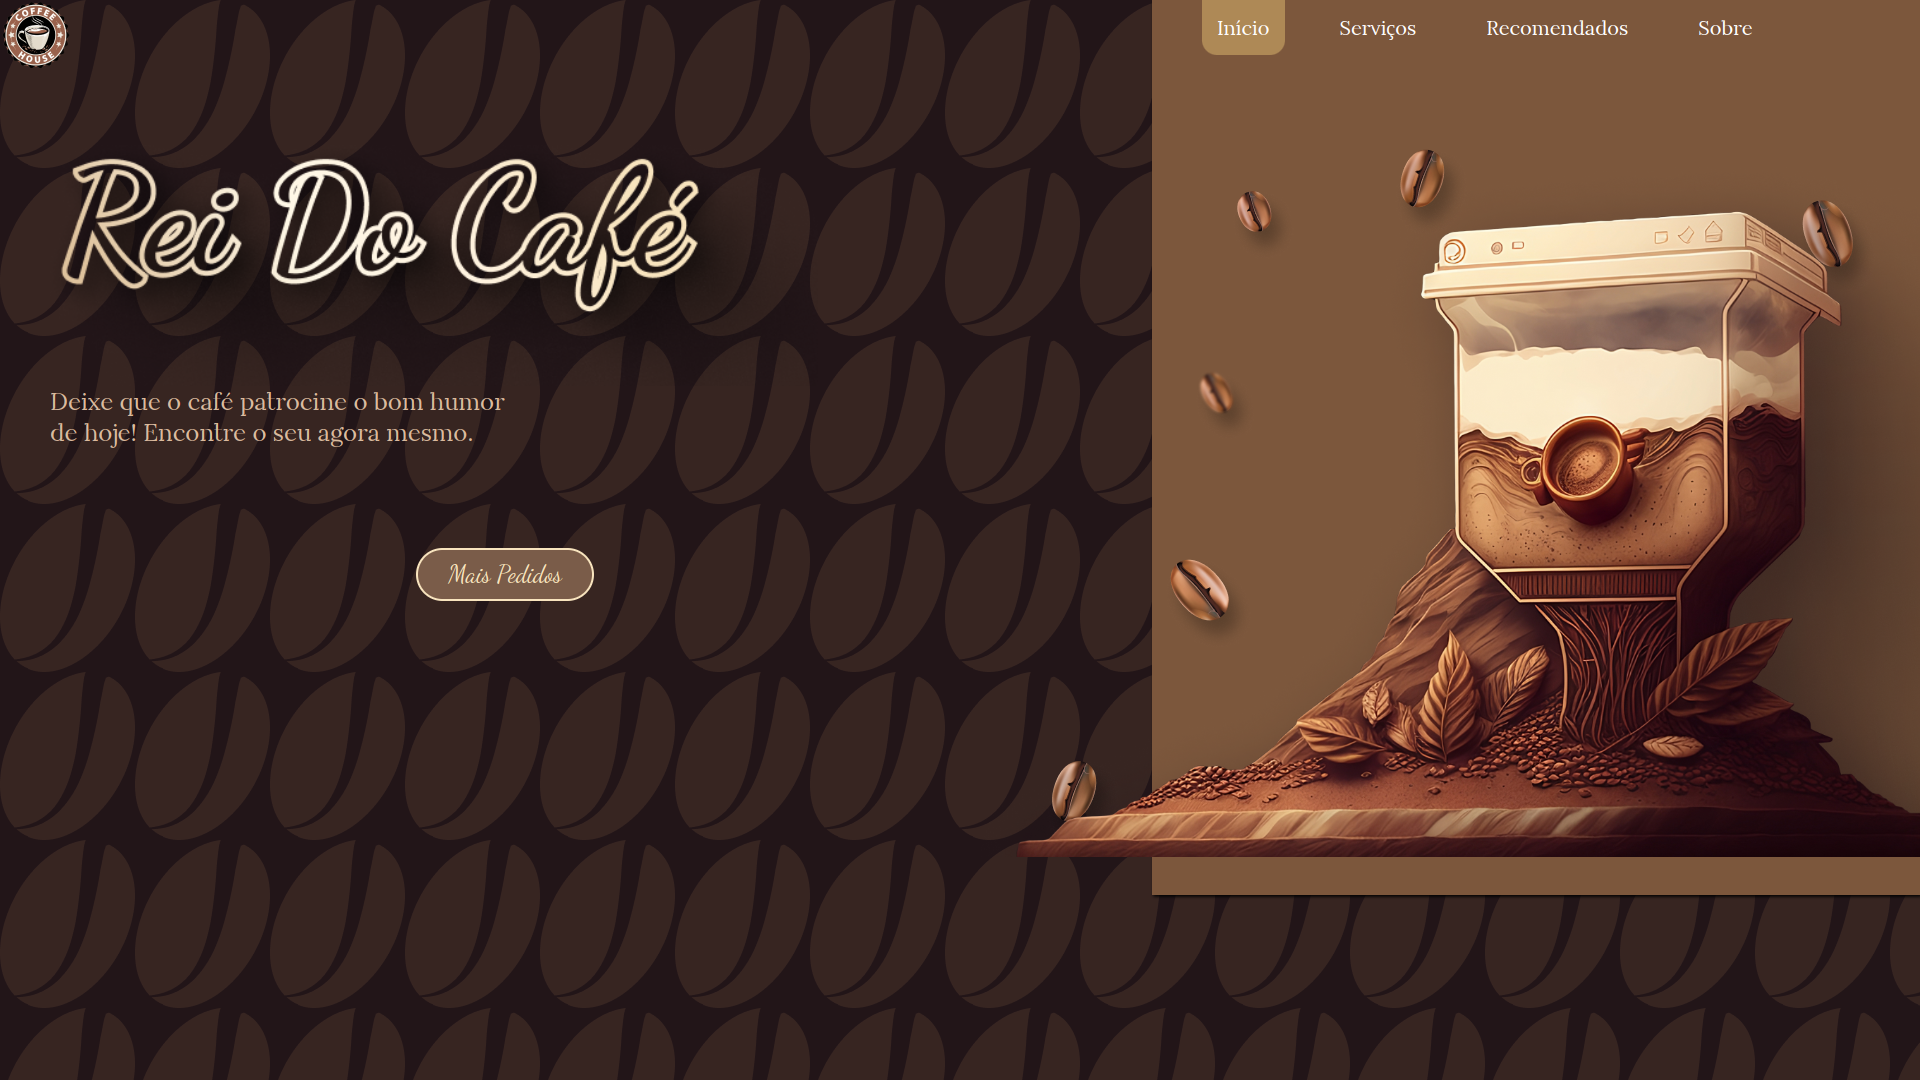 COFFEE
HOUSE
Início
Serviços
Recomendados
Sobre
Rei Do Café
Deixe que o café patrocine o bom humor
de hoje! Encontre o seu agora mesmo.
Mais Pedidos